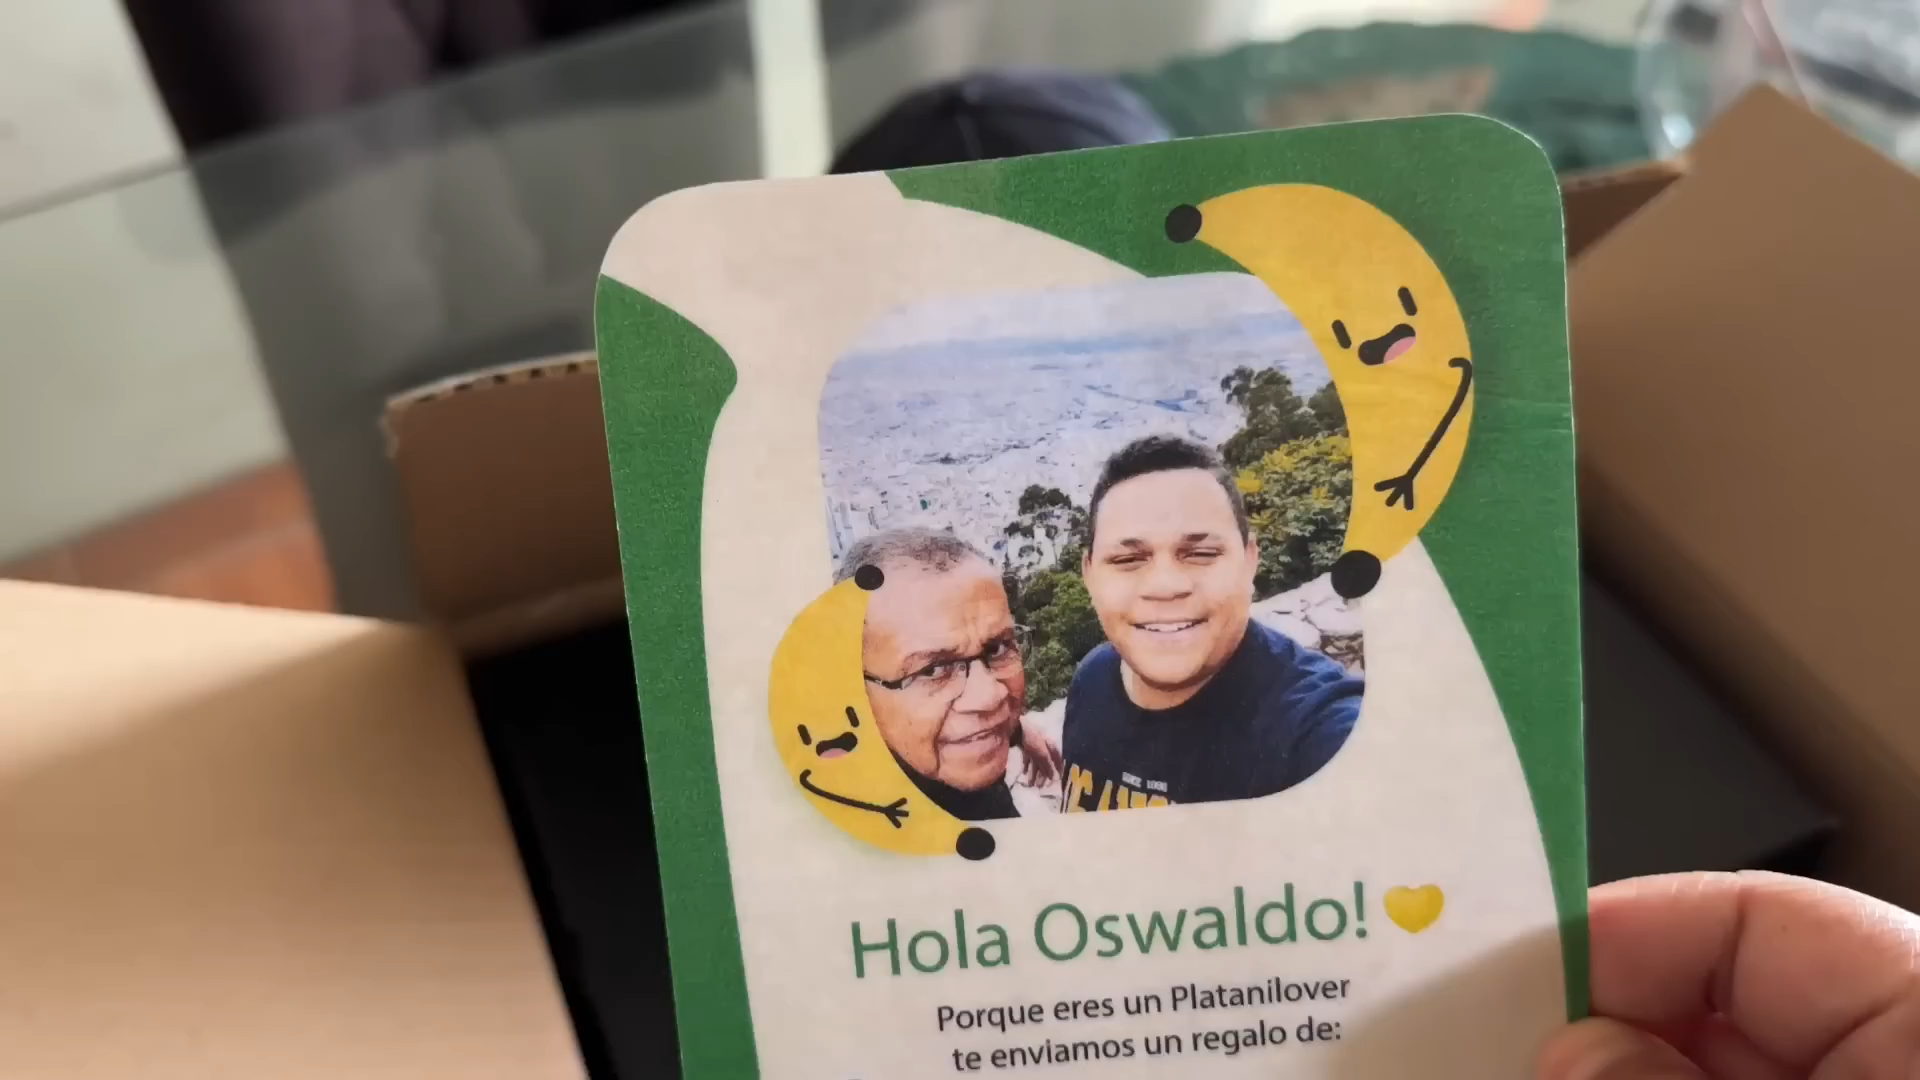 Hola Oswaldo!
Porque eres un Platanilover
te enviamos un regalo de: